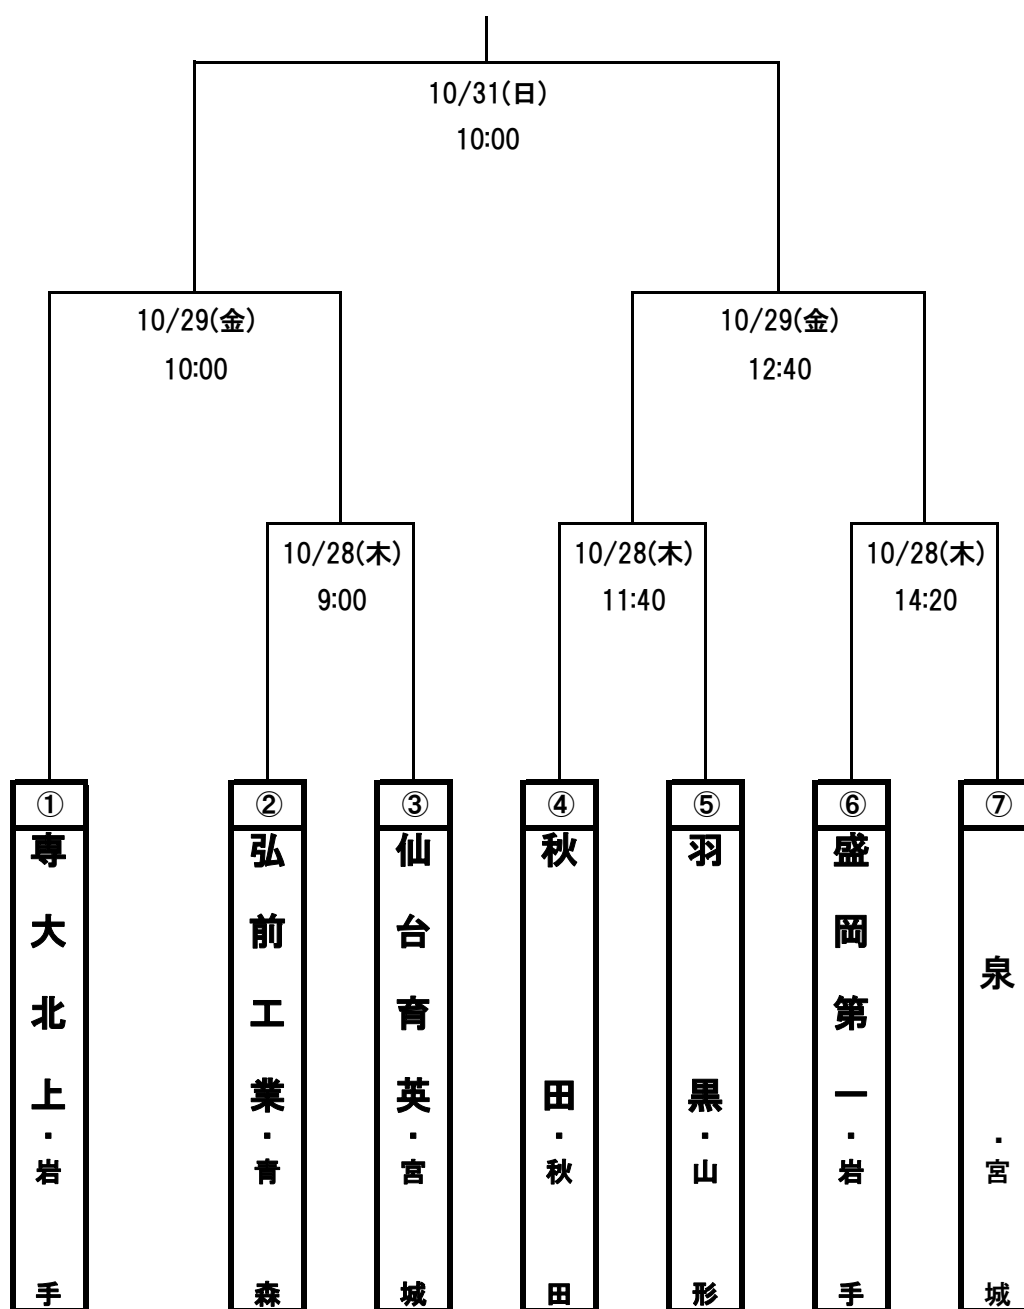 10/31(日)
10:00
10/29(金)
10:00
10/29(金)
12:40
10/28(木)
9:00
10/28(木)
11:40
10/28(木)
14:20
①
専大北上・岩手
②
弘前工業・青森
③
仙台育英・宮城
④
秋田・秋田
⑤
羽黒・山形
⑥
盛岡第一・岩手
⑦
泉・宮城